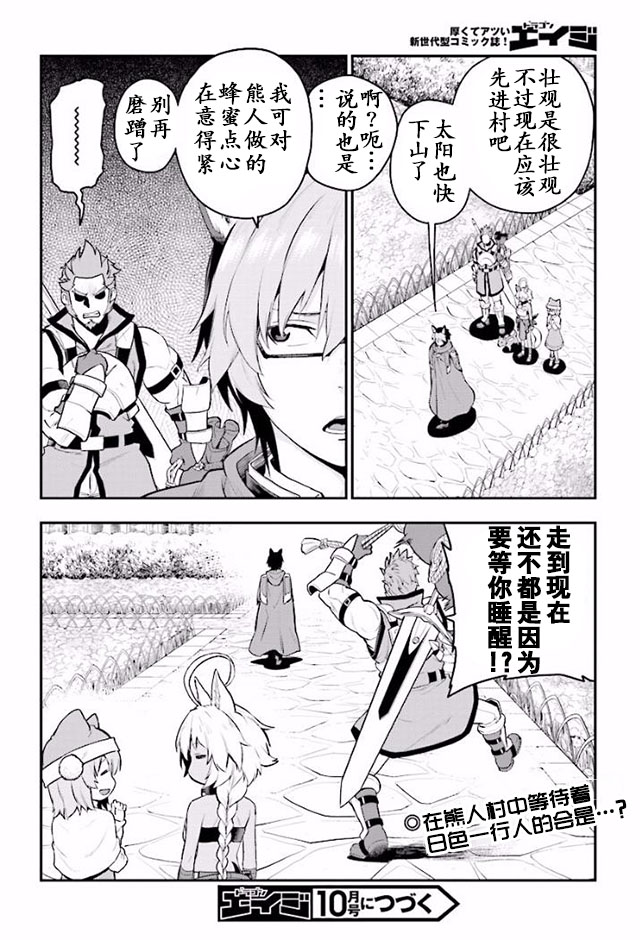 厚くてアツい
新世代型コミック誌！
ドラゴン
エイジ
壮观是很壮观
不过现在应该
先进村吧
太阳也快
下山了
啊？呃…
说的也是
…
我可对
熊人做的
蜂蜜点心
在意得紧
别再
磨蹭了
走到现在
还不都是因为
要等你睡醒!?
在熊人村中等待着
日色一行人的会是…？
ドラゴン
エイジ
10月号につづく